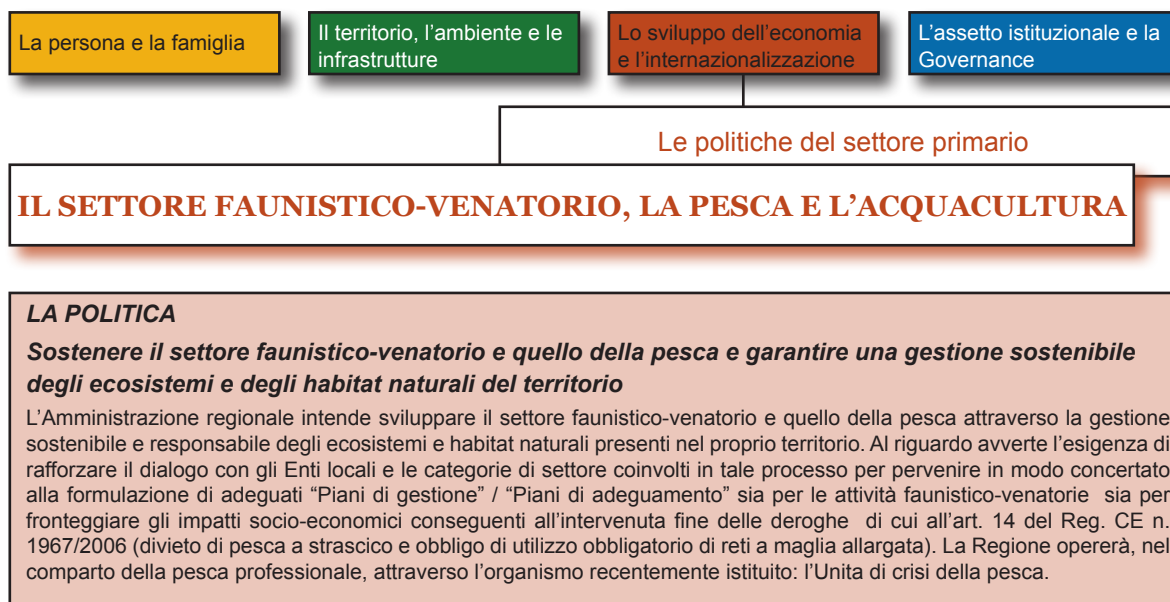 La persona e la famiglia
Il territorio, l’ambiente e le
infrastrutture
Lo sviluppo dell’economia
e l’internazionalizzazione
L’assetto istituzionale e la
Governance
Le politiche del settore primario
IL SETTORE FAUNISTICO-VENATORIO, LA PESCA E L’ACQUACULTURA
LA POLITICA
Sostenere il settore faunistico-venatorio e quello della pesca e garantire una gestione sostenibile
degli ecosistemi e degli habitat naturali del territorio
L’Amministrazione regionale intende sviluppare il settore faunistico-venatorio e quello della pesca attraverso la gestione
sostenibile e responsabile degli ecosistemi e habitat naturali presenti nel proprio territorio. Al riguardo avverte l’esigenza di
rafforzare il dialogo con gli Enti locali e le categorie di settore coinvolti in tale processo per pervenire in modo concertato
alla formulazione di adeguati “Piani di gestione” / “Piani di adeguamento” sia per le attività faunistico-venatorie sia per
fronteggiare gli impatti socio-economici conseguenti all’intervenuta fine delle deroghe di cui all’art. 14 del Reg. CE n.
1967/2006 (divieto di pesca a strascico e obbligo di utilizzo obbligatorio di reti a maglia allargata). La Regione opererà, nel
comparto della pesca professionale, attraverso l’organismo recentemente istituito: l’Unita di crisi della pesca.